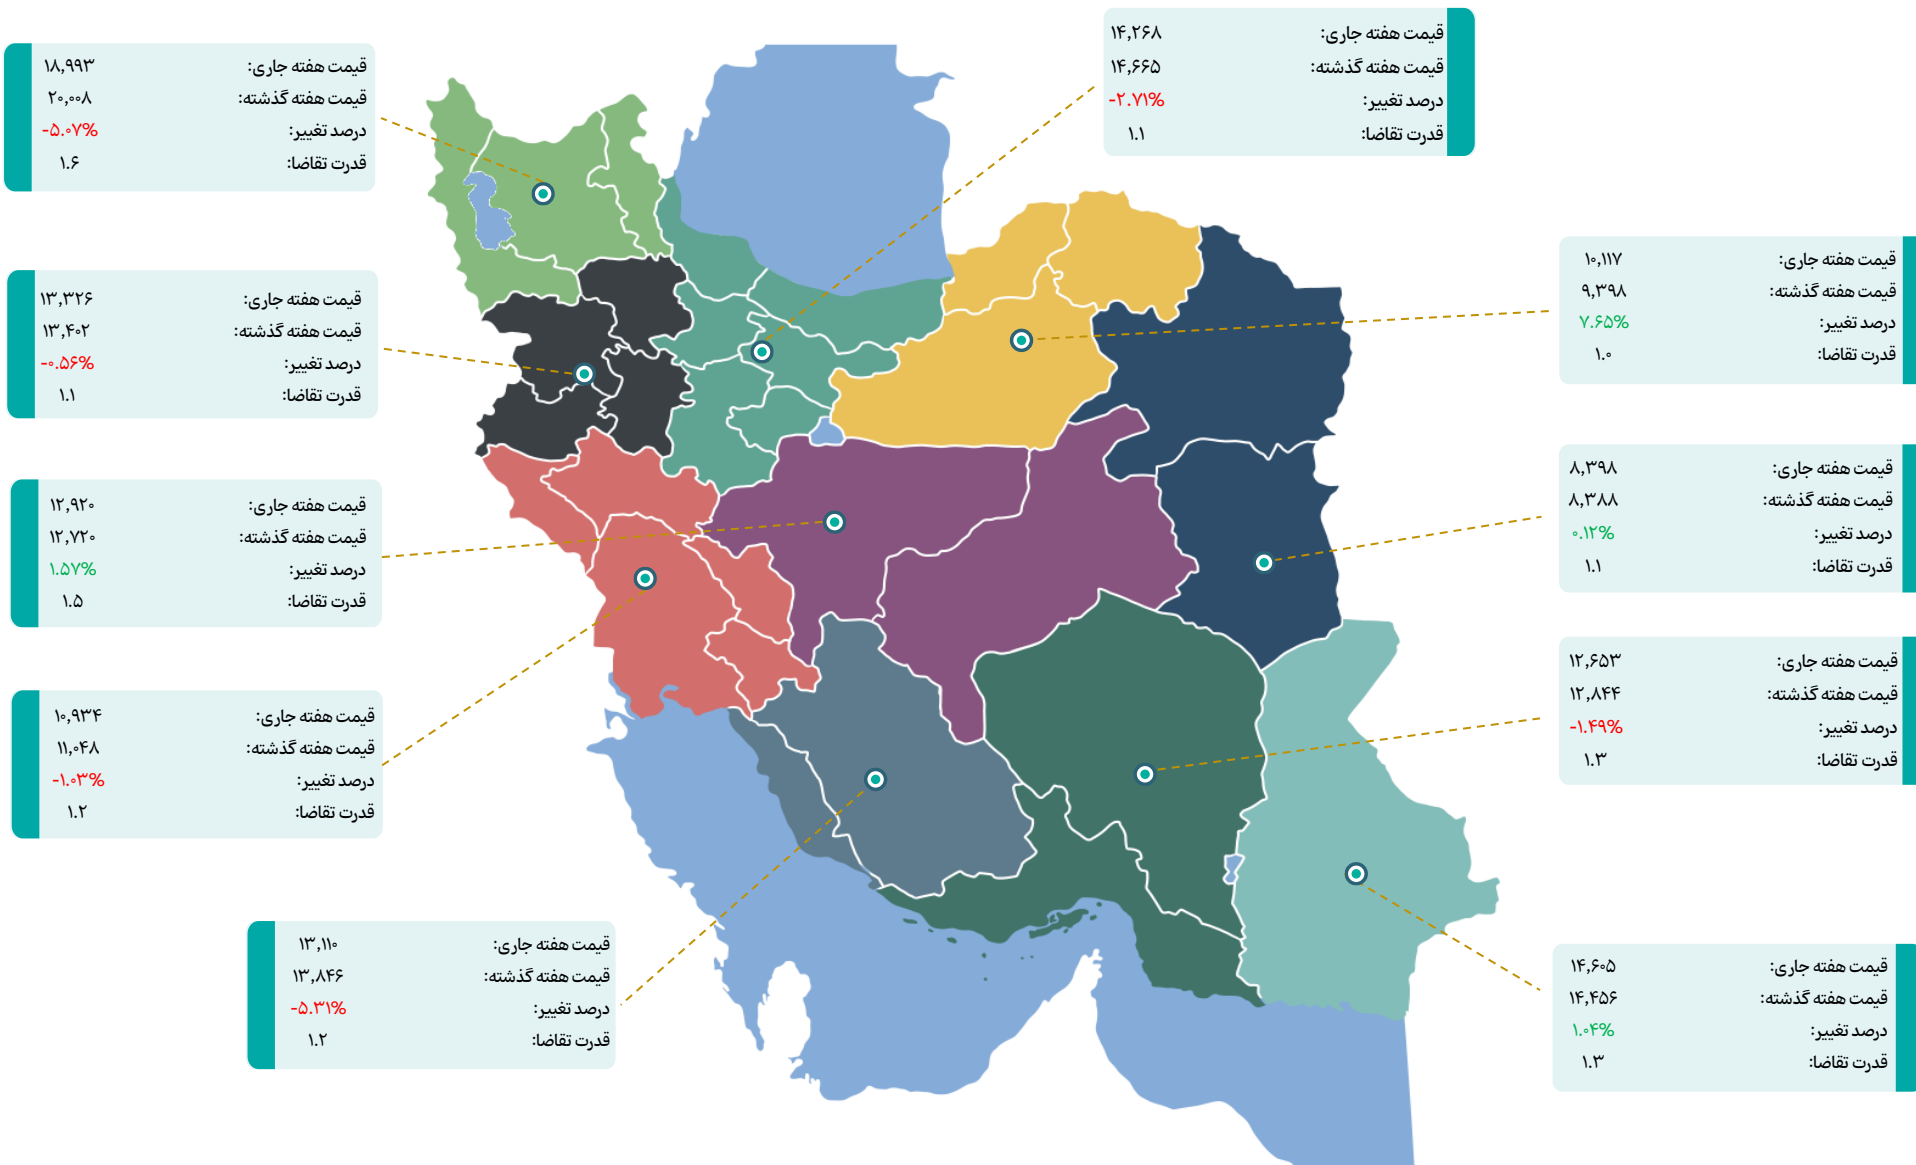 قیمت هفته جاری: ۱۴,۲۶۸
قیمت هفته گذشته: ۱۴,۶۶۵
درصد تغییر: -۲.۷۱%
قدرت تقاضا: ۱.۱
قیمت هفته جاری: ۱۸,۹۹۳
قیمت هفته گذشته: ۲۰,۰۰۸
درصد تغییر: -۵.۰۷%
قدرت تقاضا: ۱.۶
قیمت هفته جاری: ۱۰,۱۱۷
قیمت هفته گذشته: ۹,۳۹۸
درصد تغییر: ۷.۶۵%
قدرت تقاضا: ۱.۰
قیمت هفته جاری: ۱۳,۳۲۶
قیمت هفته گذشته: ۱۳,۴۰۲
درصد تغییر: -۰.۵۶%
قدرت تقاضا: ۱.۱
قیمت هفته جاری: ۸,۳۹۸
قیمت هفته گذشته: ۸,۳۸۸
درصد تغییر: ۰.۱۲%
قدرت تقاضا: ۱.۱
قیمت هفته جاری: ۱۲,۹۲۰
قیمت هفته گذشته: ۱۲,۷۲۰
درصد تغییر: ۱.۵۷%
قدرت تقاضا: ۱.۵
قیمت هفته جاری: ۱۲,۶۵۳
قیمت هفته گذشته: ۱۲,۸۴۴
درصد تغییر: -۱.۴۹%
قدرت تقاضا: ۱.۳
قیمت هفته جاری: ۱۰,۹۳۴
قیمت هفته گذشته: ۱۱,۰۴۸
درصد تغییر: -۱.۰۳%
قدرت تقاضا: ۱.۲
قیمت هفته جاری: ۱۴,۶۰۵
قیمت هفته گذشته: ۱۴,۴۵۶
درصد تغییر: ۱.۰۴%
قدرت تقاضا: ۱.۳
قیمت هفته جاری: ۱۳,۱۱۰
قیمت هفته گذشته: ۱۳,۸۴۶
درصد تغییر: -۵.۳۱%
قدرت تقاضا: ۱.۲